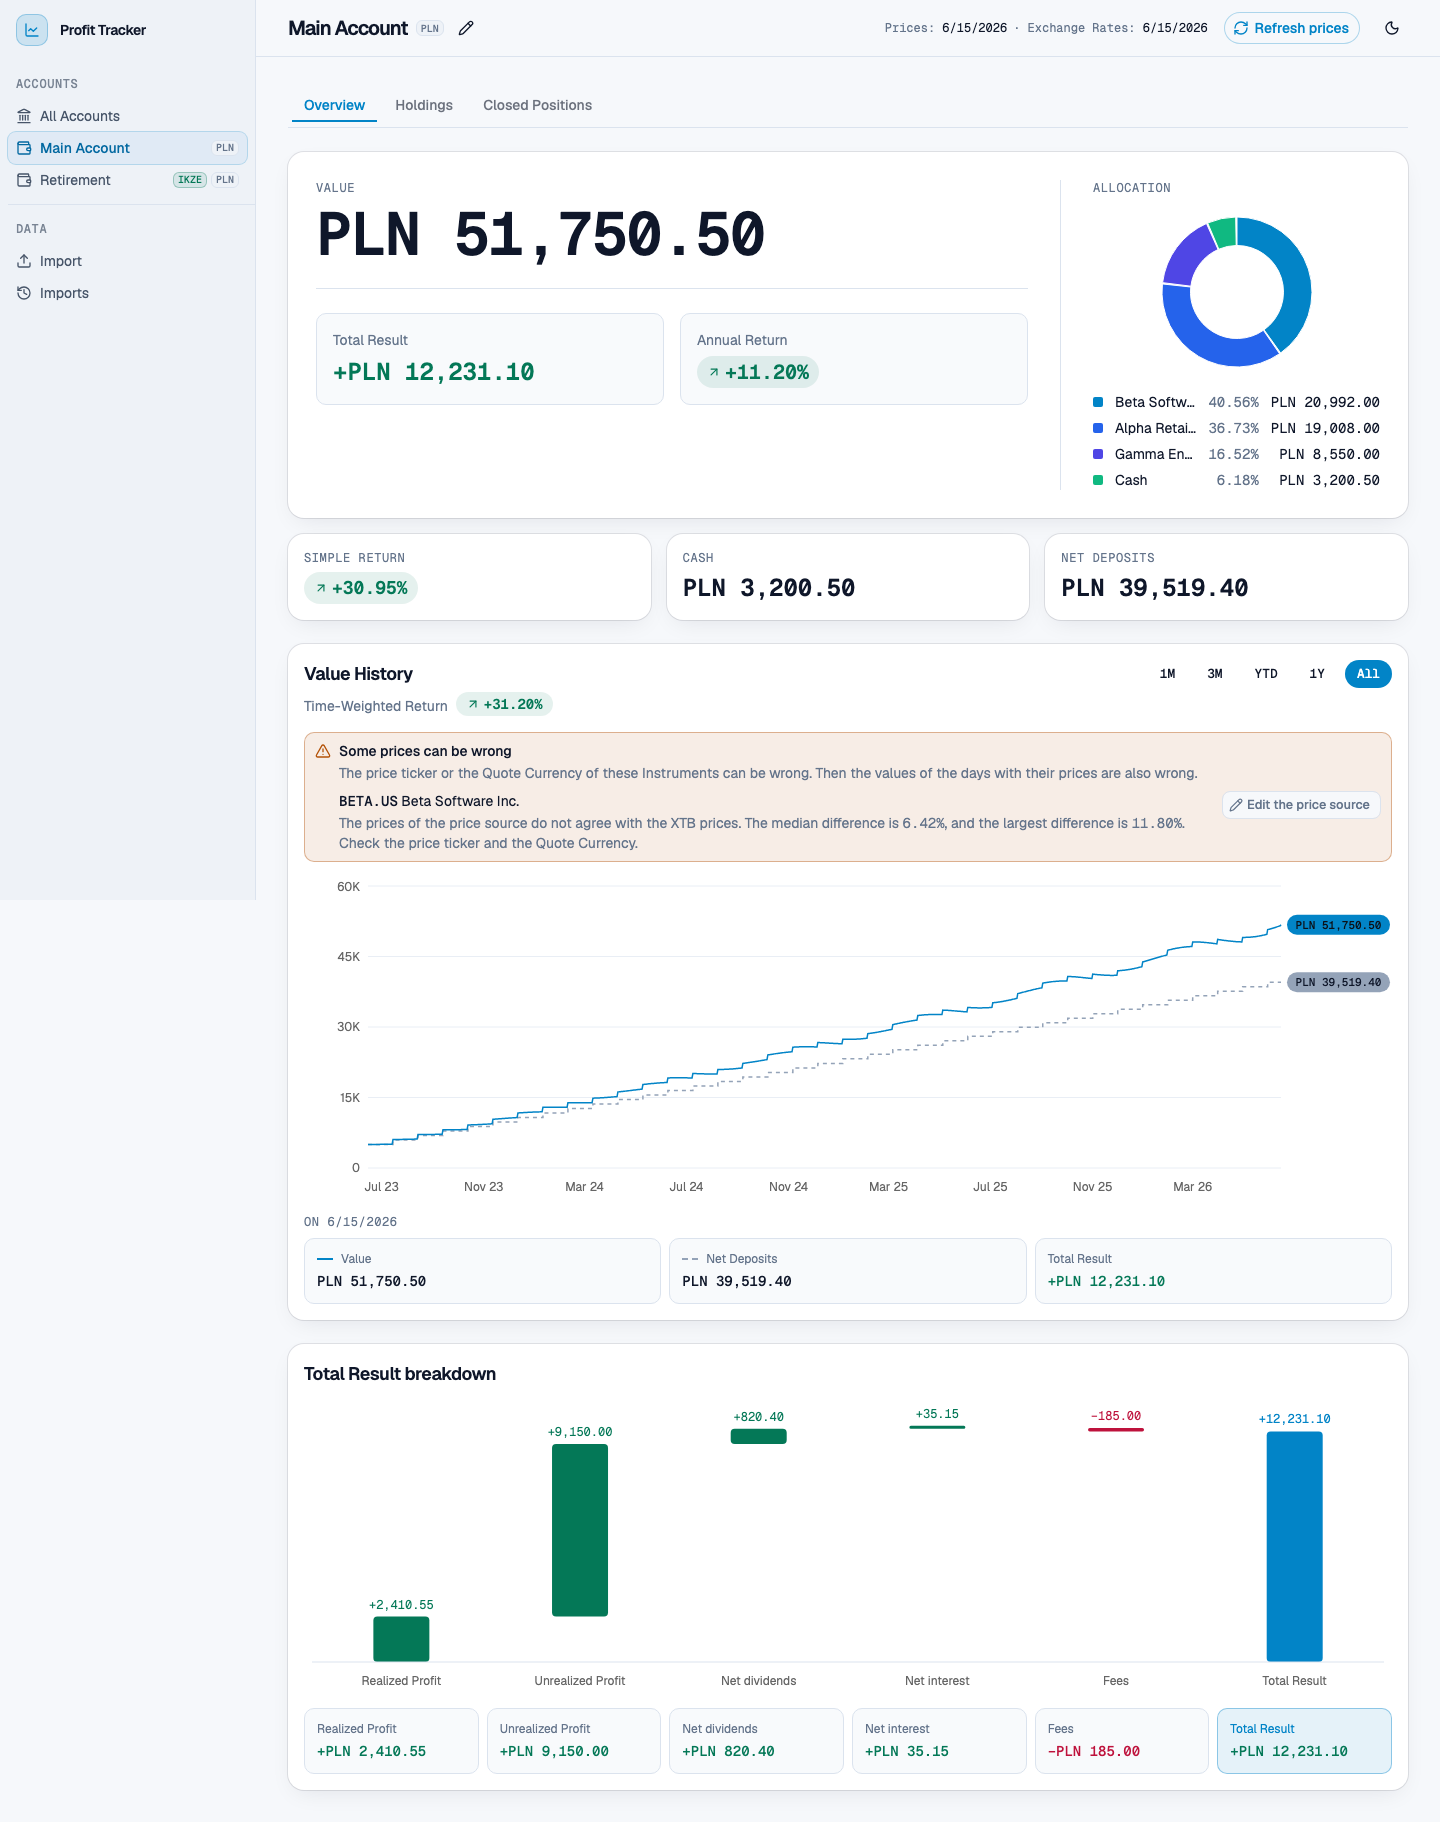 Profit Tracker
Main Account PLN
Prices: 6/15/2026 · Exchange Rates: 6/15/2026
Refresh prices
ACCOUNTS
All Accounts
Main Account PLN
Retirement IKZE PLN
DATA
Import
Imports
Overview Holdings Closed Positions
VALUE
PLN 51,750.50
Total Result
+PLN 12,231.10
Annual Return
+11.20%
ALLOCATION
Beta Softw… 40.56% PLN 20,992.00
Alpha Retai… 36.73% PLN 19,008.00
Gamma En… 16.52% PLN 8,550.00
Cash 6.18% PLN 3,200.50
SIMPLE RETURN
+30.95%
CASH
PLN 3,200.50
NET DEPOSITS
PLN 39,519.40
Value History
1M 3M YTD 1Y All
Time-Weighted Return +31.20%
Some prices can be wrong
The price ticker or the Quote Currency of these Instruments can be wrong. Then the values of the days with their prices are also wrong.
BETA.US Beta Software Inc.
Edit the price source
The prices of the price source do not agree with the XTB prices. The median difference is 6.42%, and the largest difference is 11.80%.
Check the price ticker and the Quote Currency.
60K
45K
30K
15K
0
PLN 51,750.50
PLN 39,519.40
Jul 23 Nov 23 Mar 24 Jul 24 Nov 24 Mar 25 Jul 25 Nov 25 Mar 26
ON 6/15/2026
Value
PLN 51,750.50
Net Deposits
PLN 39,519.40
Total Result
+PLN 12,231.10
Total Result breakdown
+2,410.55
+9,150.00
+820.40
+35.15
−185.00
+12,231.10
Realized Profit Unrealized Profit Net dividends Net interest Fees Total Result
Realized Profit
+PLN 2,410.55
Unrealized Profit
+PLN 9,150.00
Net dividends
+PLN 820.40
Net interest
+PLN 35.15
Fees
−PLN 185.00
Total Result
+PLN 12,231.10